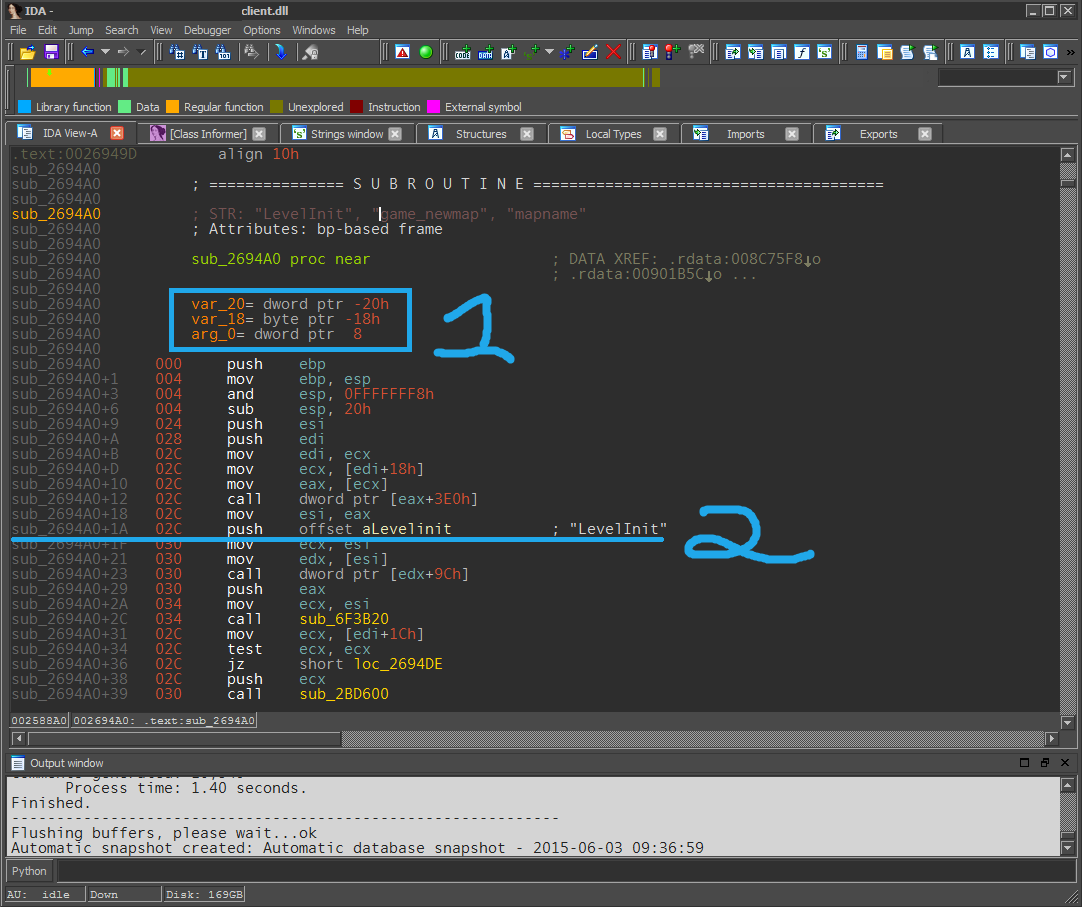 IDA - client.dll
File Edit Jump Search View Debugger Options Windows Help
Library function Data Regular function Unexplored Instruction External symbol
IDA View-A [Class Informer] Strings window Structures Local Types Imports Exports
.text:0026949D align 10h
sub_2694A0
sub_2694A0 ; =============== S U B R O U T I N E =======================================
sub_2694A0
sub_2694A0 ; STR: "LevelInit", "game_newmap", "mapname"
sub_2694A0 ; Attributes: bp-based frame
sub_2694A0
sub_2694A0 sub_2694A0 proc near ; DATA XREF: .rdata:008C75F8↓o
sub_2694A0 ; .rdata:00901B5C↓o ...
sub_2694A0
sub_2694A0 var_20= dword ptr -20h
sub_2694A0 var_18= byte ptr -18h
sub_2694A0 arg_0= dword ptr 8
sub_2694A0
1
sub_2694A0 000 push ebp
sub_2694A0+1 004 mov ebp, esp
sub_2694A0+3 004 and esp, 0FFFFFFF8h
sub_2694A0+6 004 sub esp, 20h
sub_2694A0+9 024 push esi
sub_2694A0+A 028 push edi
sub_2694A0+B 02C mov edi, ecx
sub_2694A0+D 02C mov ecx, [edi+18h]
sub_2694A0+10 02C mov eax, [ecx]
sub_2694A0+12 02C call dword ptr [eax+3E0h]
sub_2694A0+18 02C mov esi, eax
sub_2694A0+1A 02C push offset aLevelinit ; "LevelInit"
2
sub_2694A0+1F 030 mov ecx, esi
sub_2694A0+21 030 mov edx, [esi]
sub_2694A0+23 030 call dword ptr [edx+9Ch]
sub_2694A0+29 030 push eax
sub_2694A0+2A 034 mov ecx, esi
sub_2694A0+2C 034 call sub_6F3B20
sub_2694A0+31 02C mov ecx, [edi+1Ch]
sub_2694A0+34 02C test ecx, ecx
sub_2694A0+36 02C jz short loc_2694DE
sub_2694A0+38 02C push ecx
sub_2694A0+39 030 call sub_2BD600
002588A0 002694A0: .text:sub_2694A0
Output window
Process time: 1.40 seconds.
Finished.
-------------------------------------------------------------
Flushing buffers, please wait...ok
Automatic snapshot created: Automatic database snapshot - 2015-06-03 09:36:59
Python
AU: idle Down Disk: 169GB